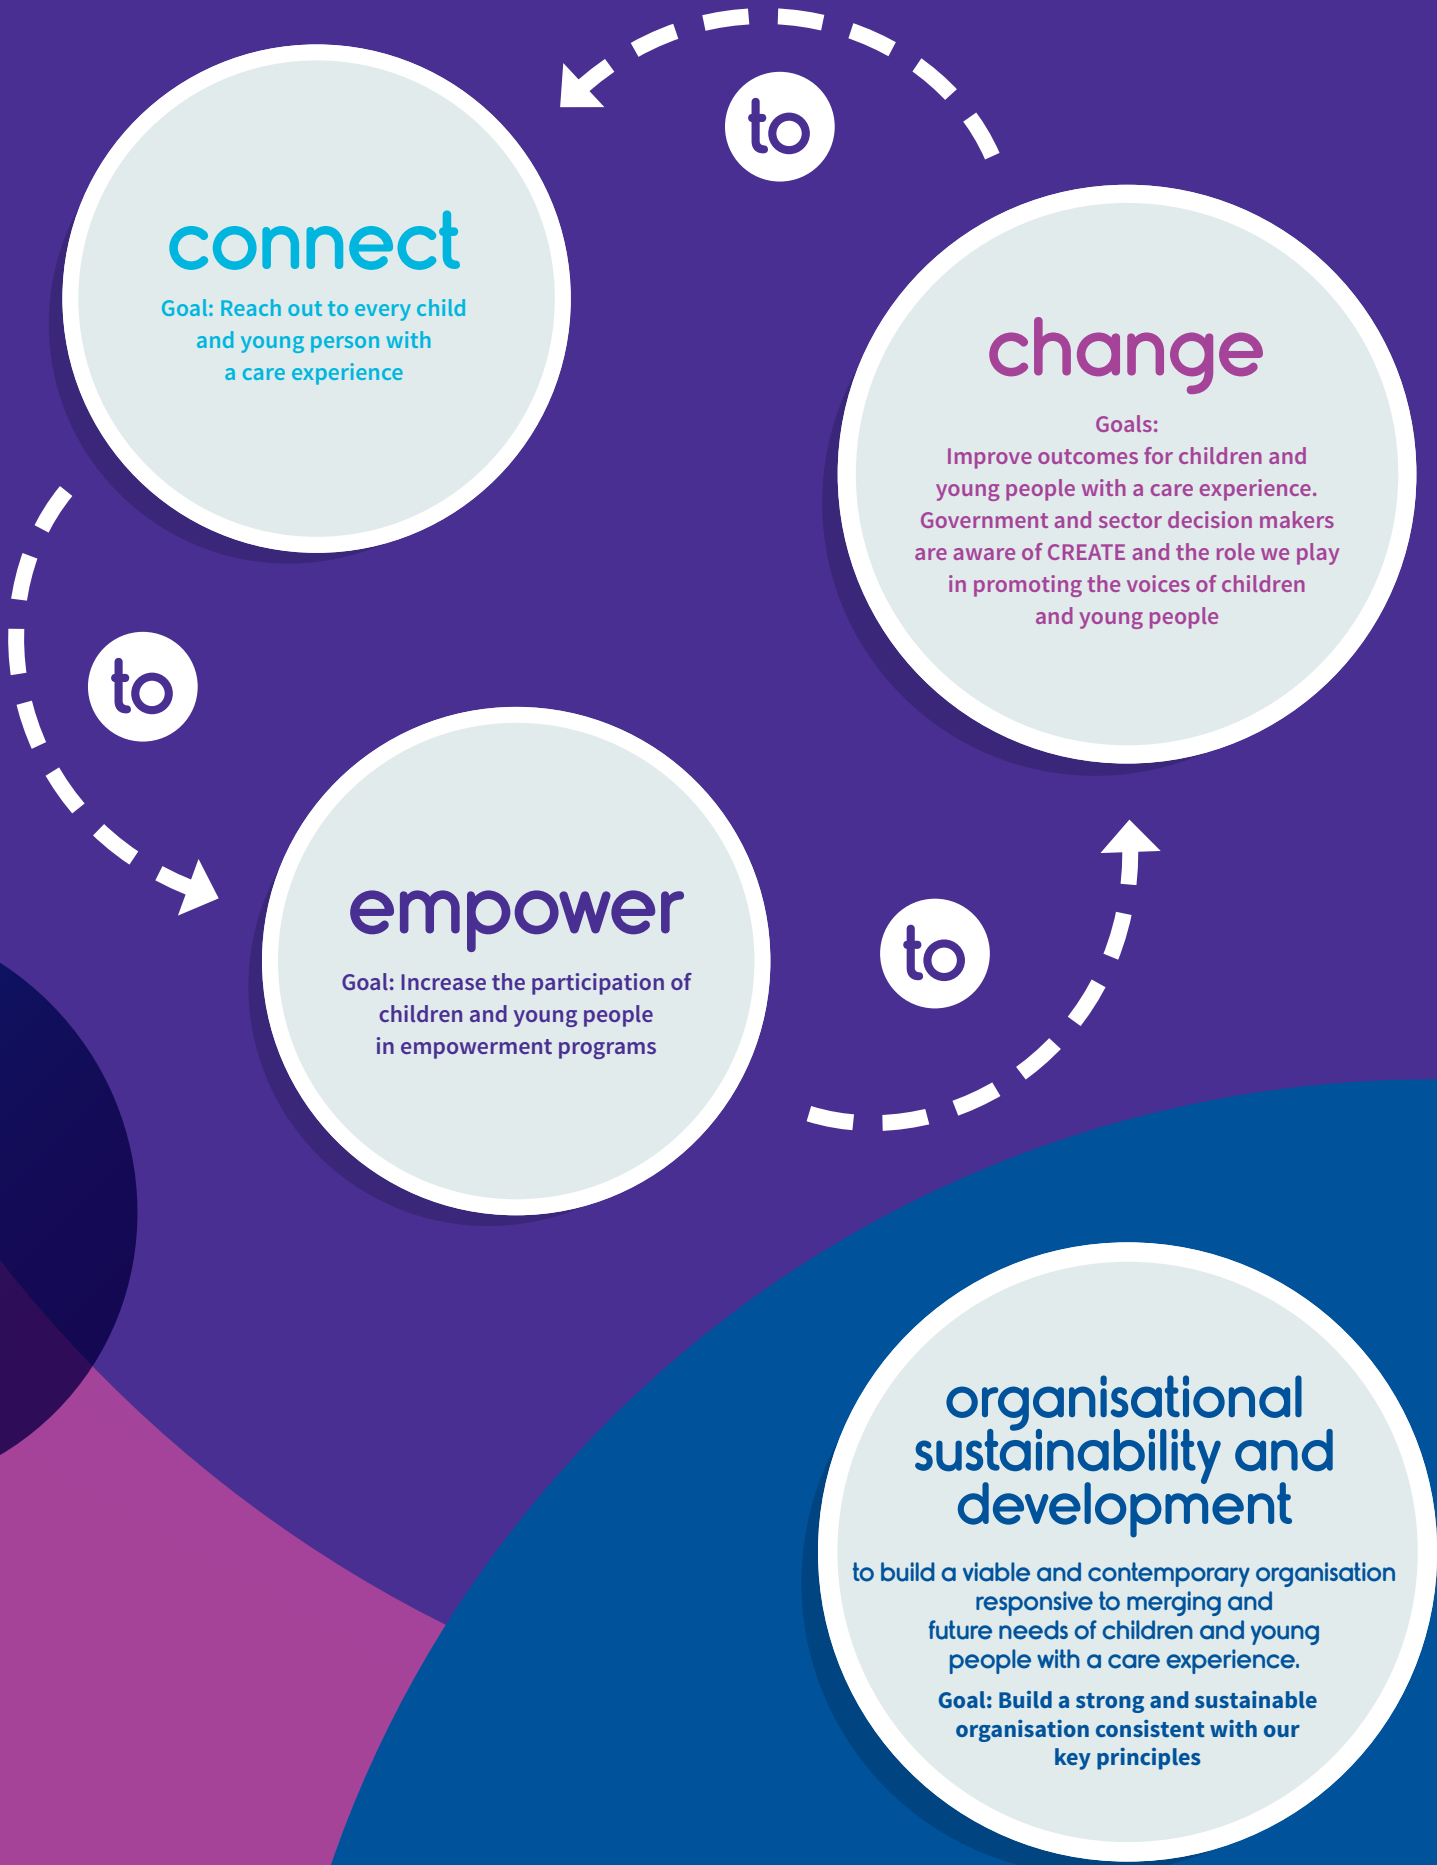 connect
Goal: Reach out to every child
and young person with
a care experience
to
empower
Goal: Increase the participation of
children and young people
in empowerment programs
to
change
Goals:
Improve outcomes for children and
young people with a care experience.
Government and sector decision makers
are aware of CREATE and the role we play
in promoting the voices of children
and young people
to
organisational
sustainability and
development
to build a viable and contemporary organisation
responsive to merging and
future needs of children and young
people with a care experience.
Goal: Build a strong and sustainable
organisation consistent with our
key principles